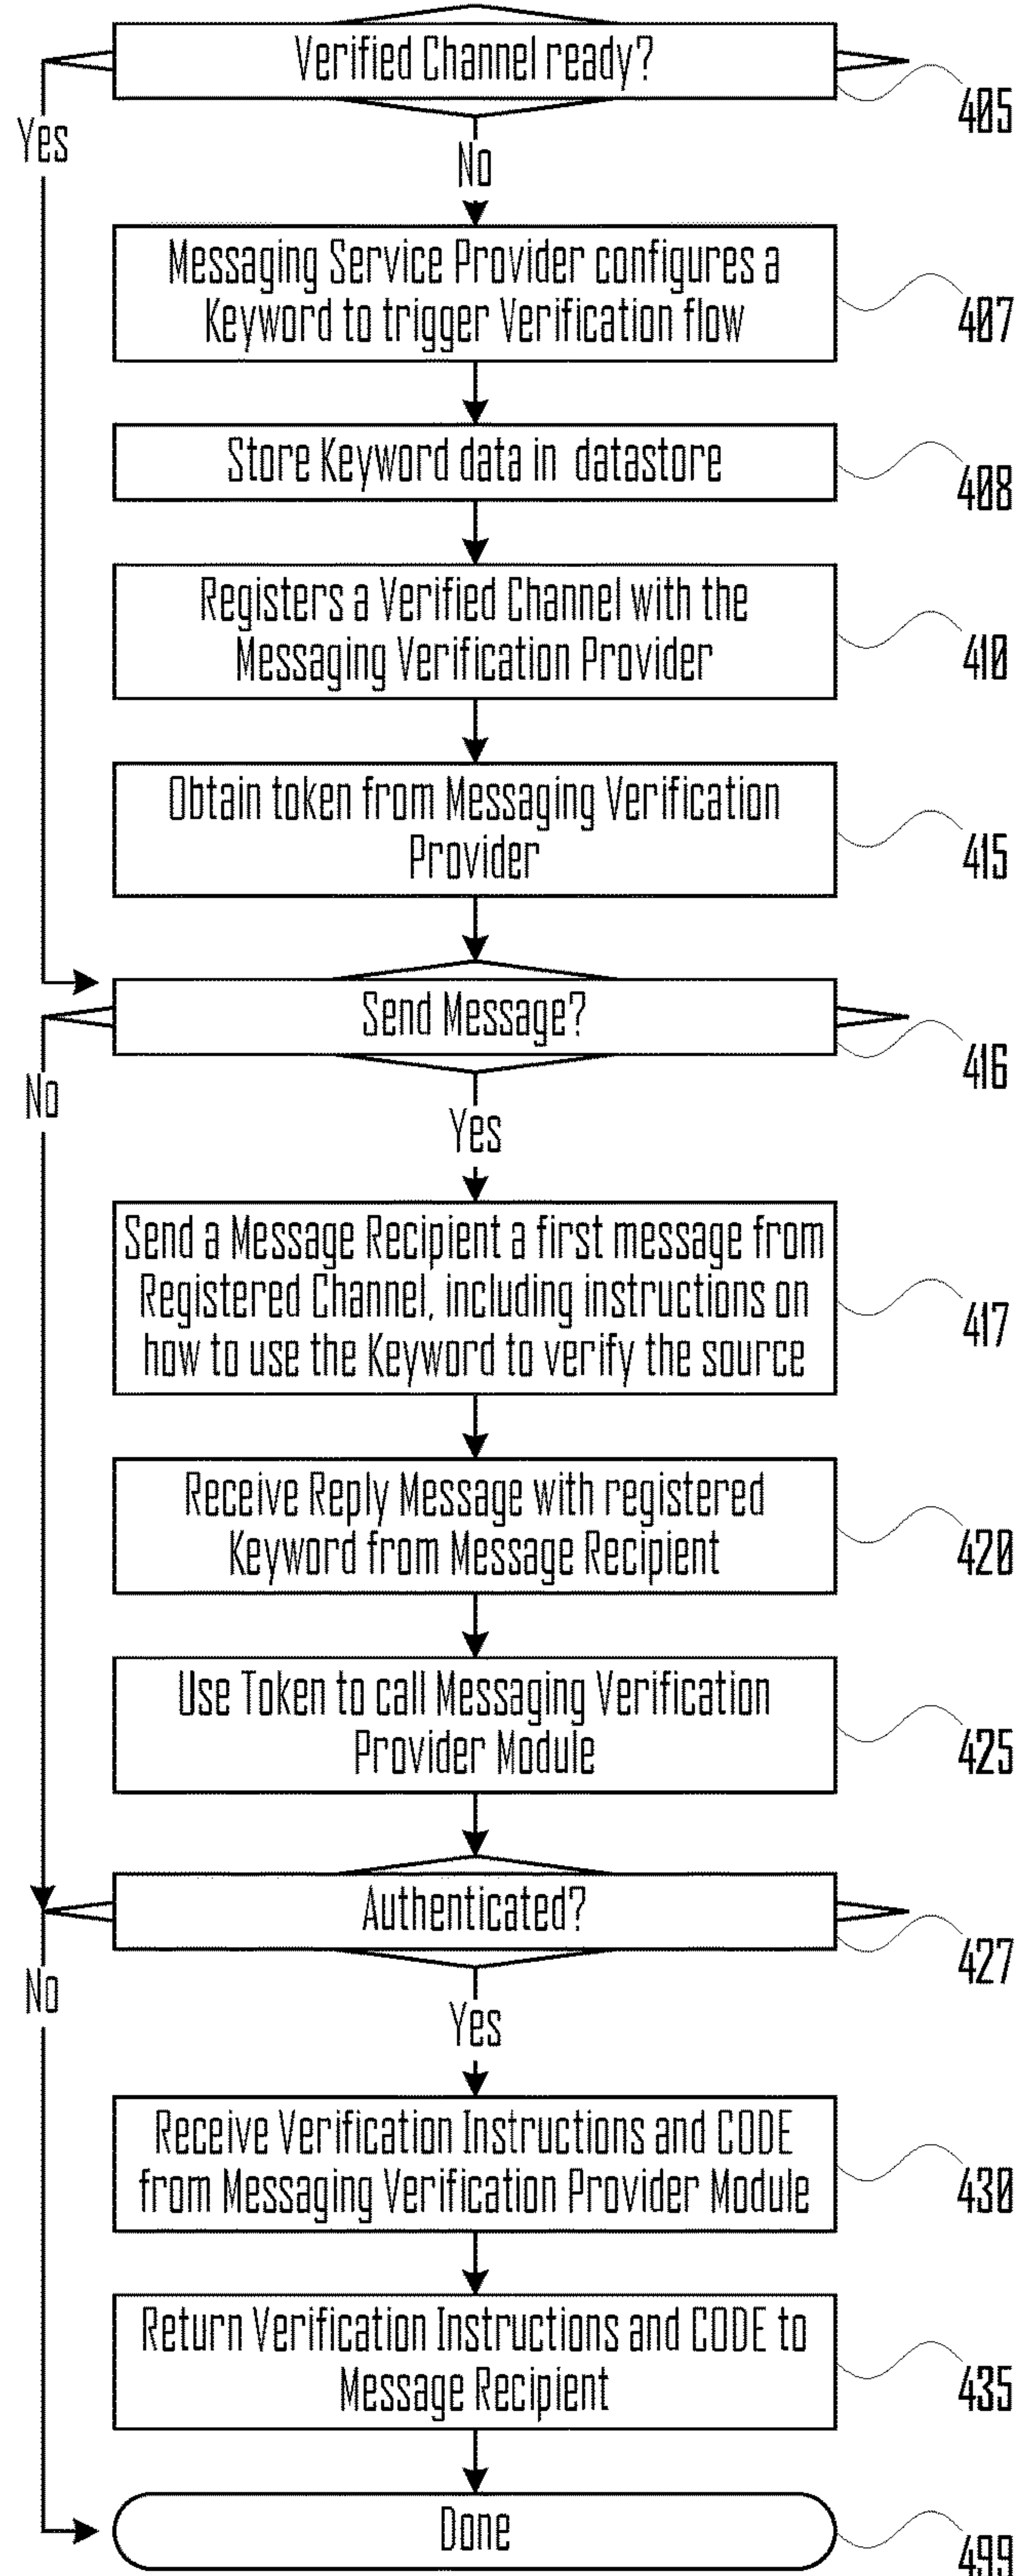 Verified Channel ready?
405
Yes
No
Messaging Service Provider configures a
Keyword to trigger Verification flow
407
Store Keyword data in datastore
408
Registers a Verified Channel with the
Messaging Verification Provider
410
Obtain token from Messaging Verification
Provider
415
Send Message?
416
No
Yes
Send a Message Recipient a first message from
Registered Channel, including instructions on
how to use the Keyword to verify the source
417
Receive Reply Message with registered
Keyword from Message Recipient
420
Use Token to call Messaging Verification
Provider Module
425
Authenticated?
427
No
Yes
Receive Verification Instructions and CODE
from Messaging Verification Provider Module
430
Return Verification Instructions and CODE to
Message Recipient
435
Done
499